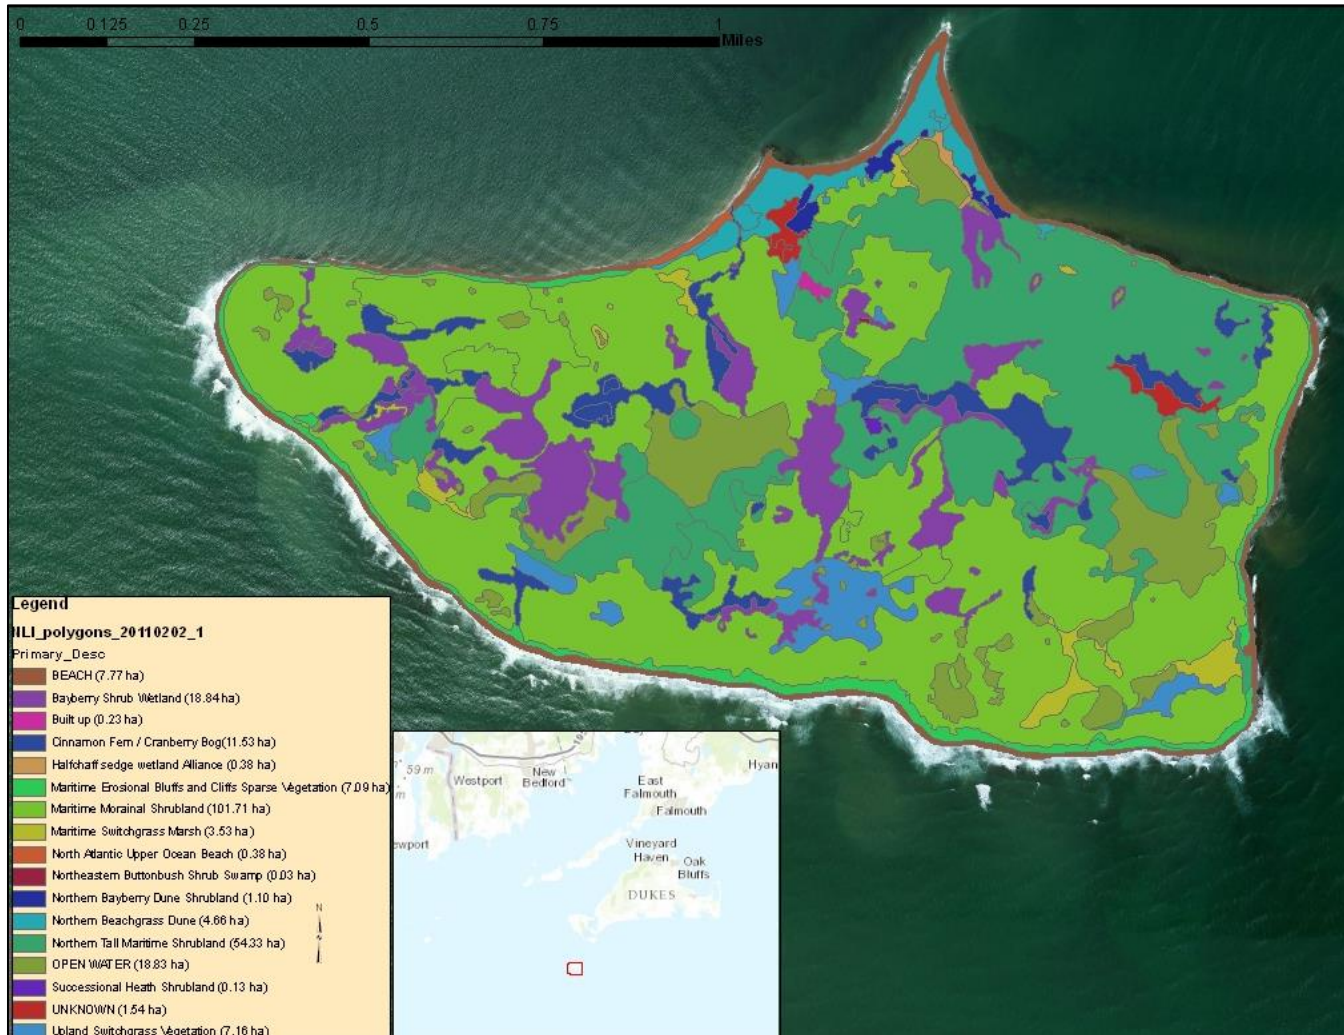 0 0.125 0.25 0.5 0.75 1
Miles
Legend
NLI_polygons_20110202_1
Primary_Desc
BEACH (7.77 ha)
Bayberry Shrub Wetland (18.84 ha)
Built up (0.23 ha)
Cinnamon Fern / Cranberry Bog(11.53 ha)
Halfchaff sedge wetland Alliance (0.38 ha)
Maritime Erosional Bluffs and Cliffs Sparse Vegetation (7.09 ha)
Maritime Morainal Shrubland (101.71 ha)
Maritime Switchgrass Marsh (3.53 ha)
North Atlantic Upper Ocean Beach (0.38 ha)
Northeastern Buttonbush Shrub Swamp (0.03 ha)
Northern Bayberry Dune Shrubland (1.10 ha)
Northern Beachgrass Dune (4.66 ha)
Northern Tall Maritime Shrubland (54.33 ha)
OPEN WATER (18.83 ha)
Successional Heath Shrubland (0.13 ha)
UNKNOWN (1.54 ha)
Upland Switchgrass Vegetation (7.16 ha)
N
59 m
Westport
New
Bedford
East
Falmouth
Hyan
Falmouth
ewport
Vineyard
Haven
Oak
Bluffs
DUKES